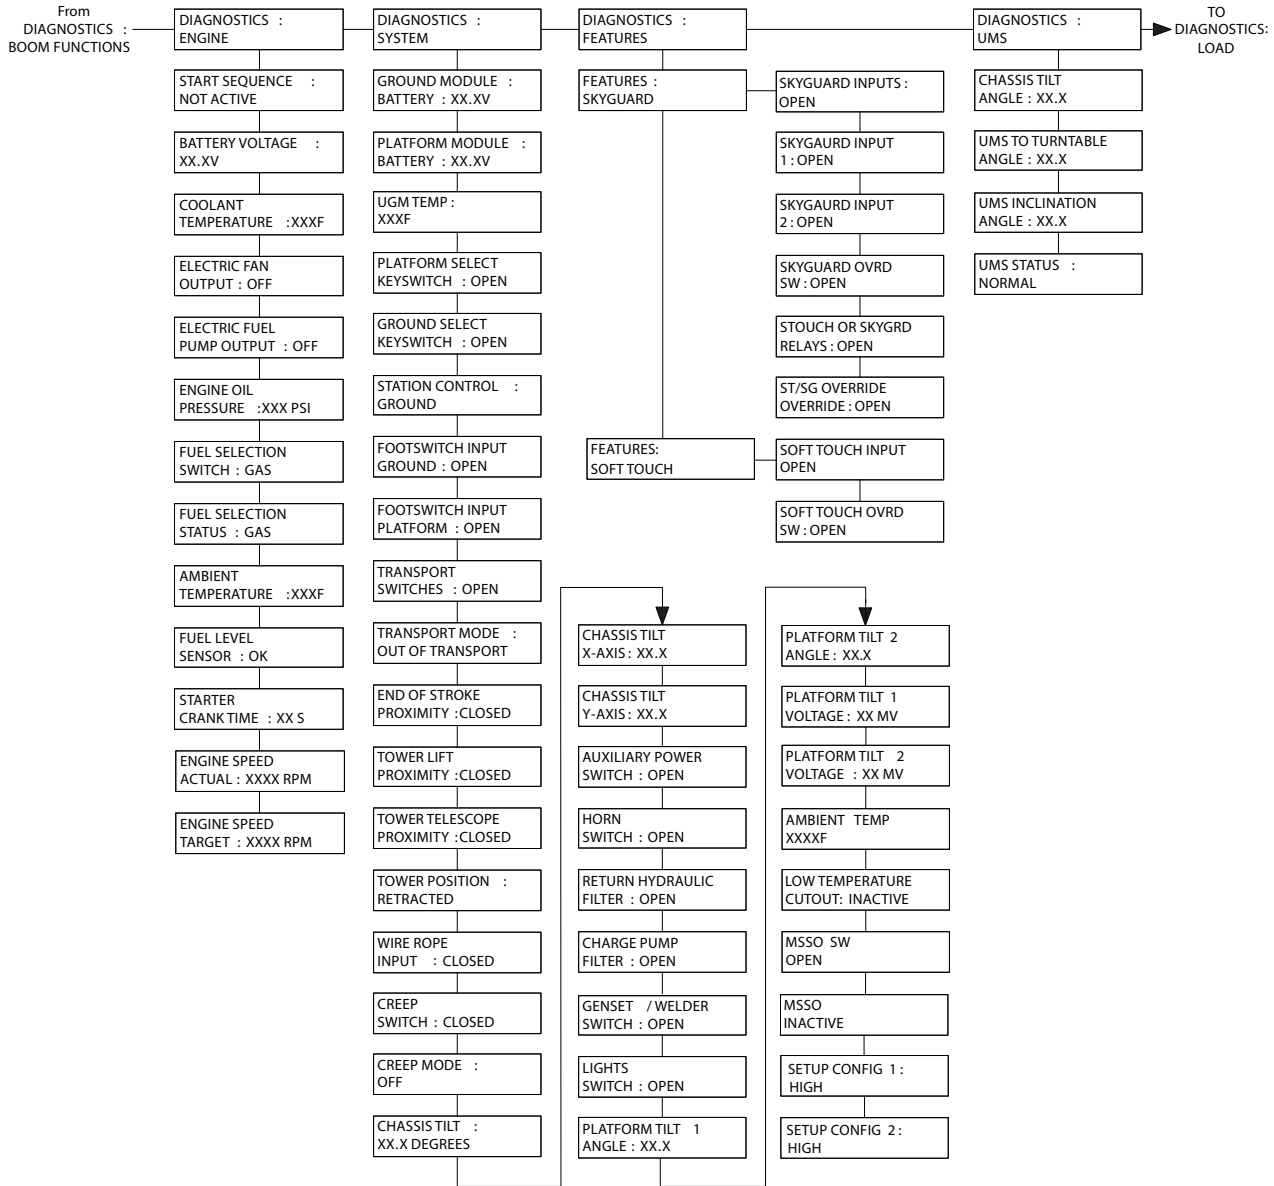 From
DIAGNOSTICS :
BOOM FUNCTIONS
DIAGNOSTICS :
ENGINE
START SEQUENCE :
NOT ACTIVE
BATTERY VOLTAGE :
XX.XV
COOLANT
TEMPERATURE :XXXF
ELECTRIC FAN
OUTPUT : OFF
ELECTRIC FUEL
PUMP OUTPUT : OFF
ENGINE OIL
PRESSURE :XXX PSI
FUEL SELECTION
SWITCH : GAS
FUEL SELECTION
STATUS : GAS
AMBIENT
TEMPERATURE :XXXF
FUEL LEVEL
SENSOR : OK
STARTER
CRANK TIME : XX S
ENGINE SPEED
ACTUAL : XXXX RPM
ENGINE SPEED
TARGET : XXXX RPM
DIAGNOSTICS :
SYSTEM
GROUND MODULE :
BATTERY : XX.XV
PLATFORM MODULE :
BATTERY : XX.XV
UGM TEMP :
XXXF
PLATFORM SELECT
KEYSWITCH : OPEN
GROUND SELECT
KEYSWITCH : OPEN
STATION CONTROL :
GROUND
FOOTSWITCH INPUT
GROUND : OPEN
FOOTSWITCH INPUT
PLATFORM : OPEN
TRANSPORT
SWITCHES : OPEN
TRANSPORT MODE :
OUT OF TRANSPORT
END OF STROKE
PROXIMITY :CLOSED
TOWER LIFT
PROXIMITY :CLOSED
TOWER TELESCOPE
PROXIMITY :CLOSED
TOWER POSITION :
RETRACTED
WIRE ROPE
INPUT : CLOSED
CREEP
SWITCH : CLOSED
CREEP MODE :
OFF
CHASSIS TILT :
XX.X DEGREES
CHASSIS TILT
X-AXIS : XX.X
CHASSIS TILT
Y-AXIS : XX.X
AUXILIARY POWER
SWITCH : OPEN
HORN
SWITCH : OPEN
RETURN HYDRAULIC
FILTER : OPEN
CHARGE PUMP
FILTER : OPEN
GENSET / WELDER
SWITCH : OPEN
LIGHTS
SWITCH : OPEN
PLATFORM TILT 1
ANGLE : XX.X
PLATFORM TILT 2
ANGLE : XX.X
PLATFORM TILT 1
VOLTAGE : XX MV
PLATFORM TILT 2
VOLTAGE : XX MV
AMBIENT TEMP
XXXXF
LOW TEMPERATURE
CUTOUT: INACTIVE
MSSO SW
OPEN
MSSO
INACTIVE
SETUP CONFIG 1 :
HIGH
SETUP CONFIG 2 :
HIGH
DIAGNOSTICS :
FEATURES
FEATURES :
SKYGUARD
SKYGUARD INPUTS :
OPEN
SKYGAURD INPUT
1 : OPEN
SKYGAURD INPUT
2 : OPEN
SKYGUARD OVRD
SW : OPEN
STOUCH OR SKYGRD
RELAYS : OPEN
ST/SG OVERRIDE
OVERRIDE : OPEN
FEATURES:
SOFT TOUCH
SOFT TOUCH INPUT
OPEN
SOFT TOUCH OVRD
SW : OPEN
DIAGNOSTICS :
UMS
CHASSIS TILT
ANGLE : XX.X
UMS TO TURNTABLE
ANGLE : XX.X
UMS INCLINATION
ANGLE : XX.X
UMS STATUS :
NORMAL
TO
DIAGNOSTICS:
LOAD